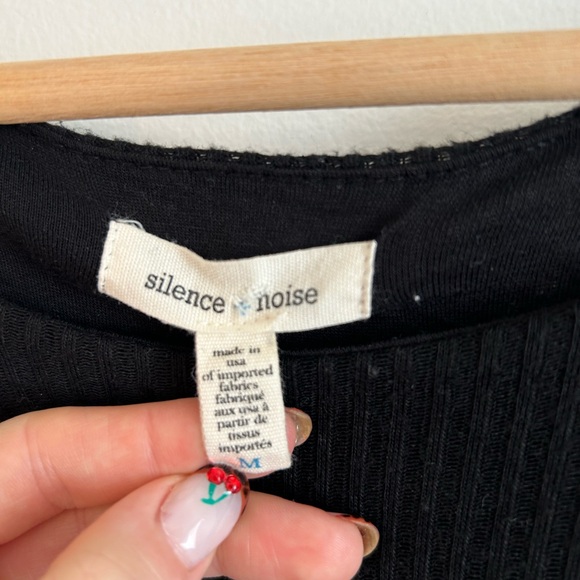 silence + noise
made in
usa
of imported
fabrics
fabriqué
aux usa à
partir de
tissus
importés
M